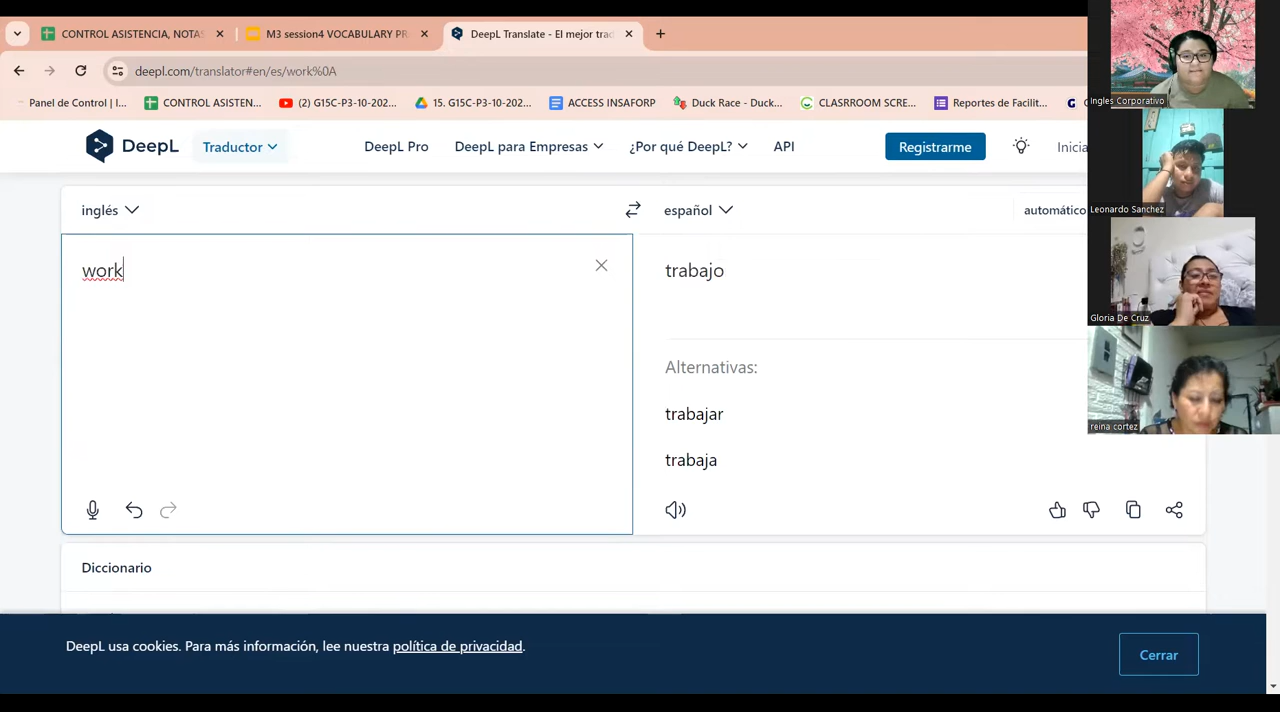 CONTROL ASISTENCIA, NOTAS
M3 session4 VOCABULARY PR
DeepL Translate - El mejor trad
deepl.com/translator#en/es/work%0A
Panel de Control | I...
CONTROL ASISTEN...
(2) G15C-P3-10-202...
15. G15C-P3-10-202...
ACCESS INSAFORP
Duck Race - Duck...
CLASRROOM SCRE...
Reportes de Facilit...
Ingles Corporativo
DeepL
Traductor
DeepL Pro
DeepL para Empresas
¿Por qué DeepL?
API
Registrarme
Inicia
Leonardo Sanchez
inglés
español
automático
work
trabajo
Gloria De Cruz
Alternativas:
trabajar
reina cortez
trabaja
Diccionario
DeepL usa cookies. Para más información, lee nuestra política de privacidad.
Cerrar